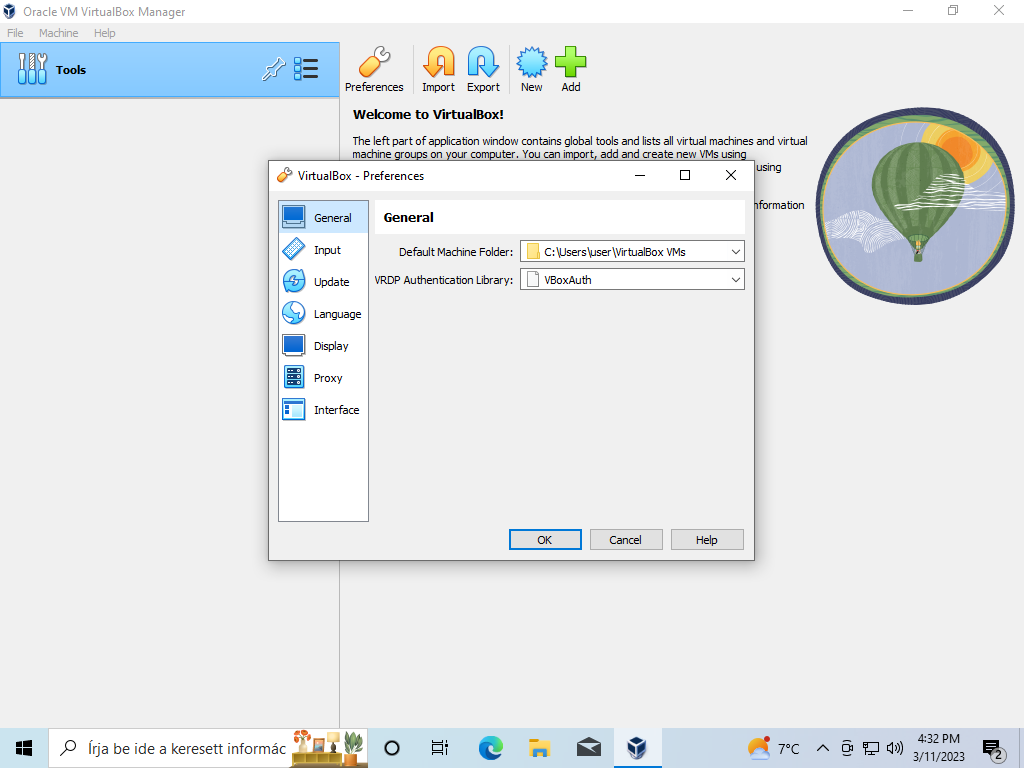 Oracle VM VirtualBox Manager
File Machine Help
Tools
Preferences Import Export New Add
Welcome to VirtualBox!
The left part of application window contains global tools and lists all virtual machines and virtual
machine groups on your computer. You can import, add and create new VMs using
using
nformation
VirtualBox - Preferences
General
Input
Update
Language
Display
Proxy
Interface
General
Default Machine Folder: C:\Users\user\VirtualBox VMs
VRDP Authentication Library: VBoxAuth
OK Cancel Help
Írja be ide a keresett informác
7°C
4:32 PM
3/11/2023
2